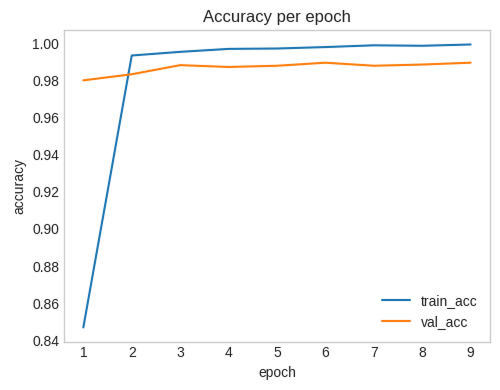 Accuracy per epoch
1.00
0.98
0.96
0.94
0.92
0.90
0.88
0.86
0.84
accuracy
train_acc
val_acc
1 2 3 4 5 6 7 8 9
epoch